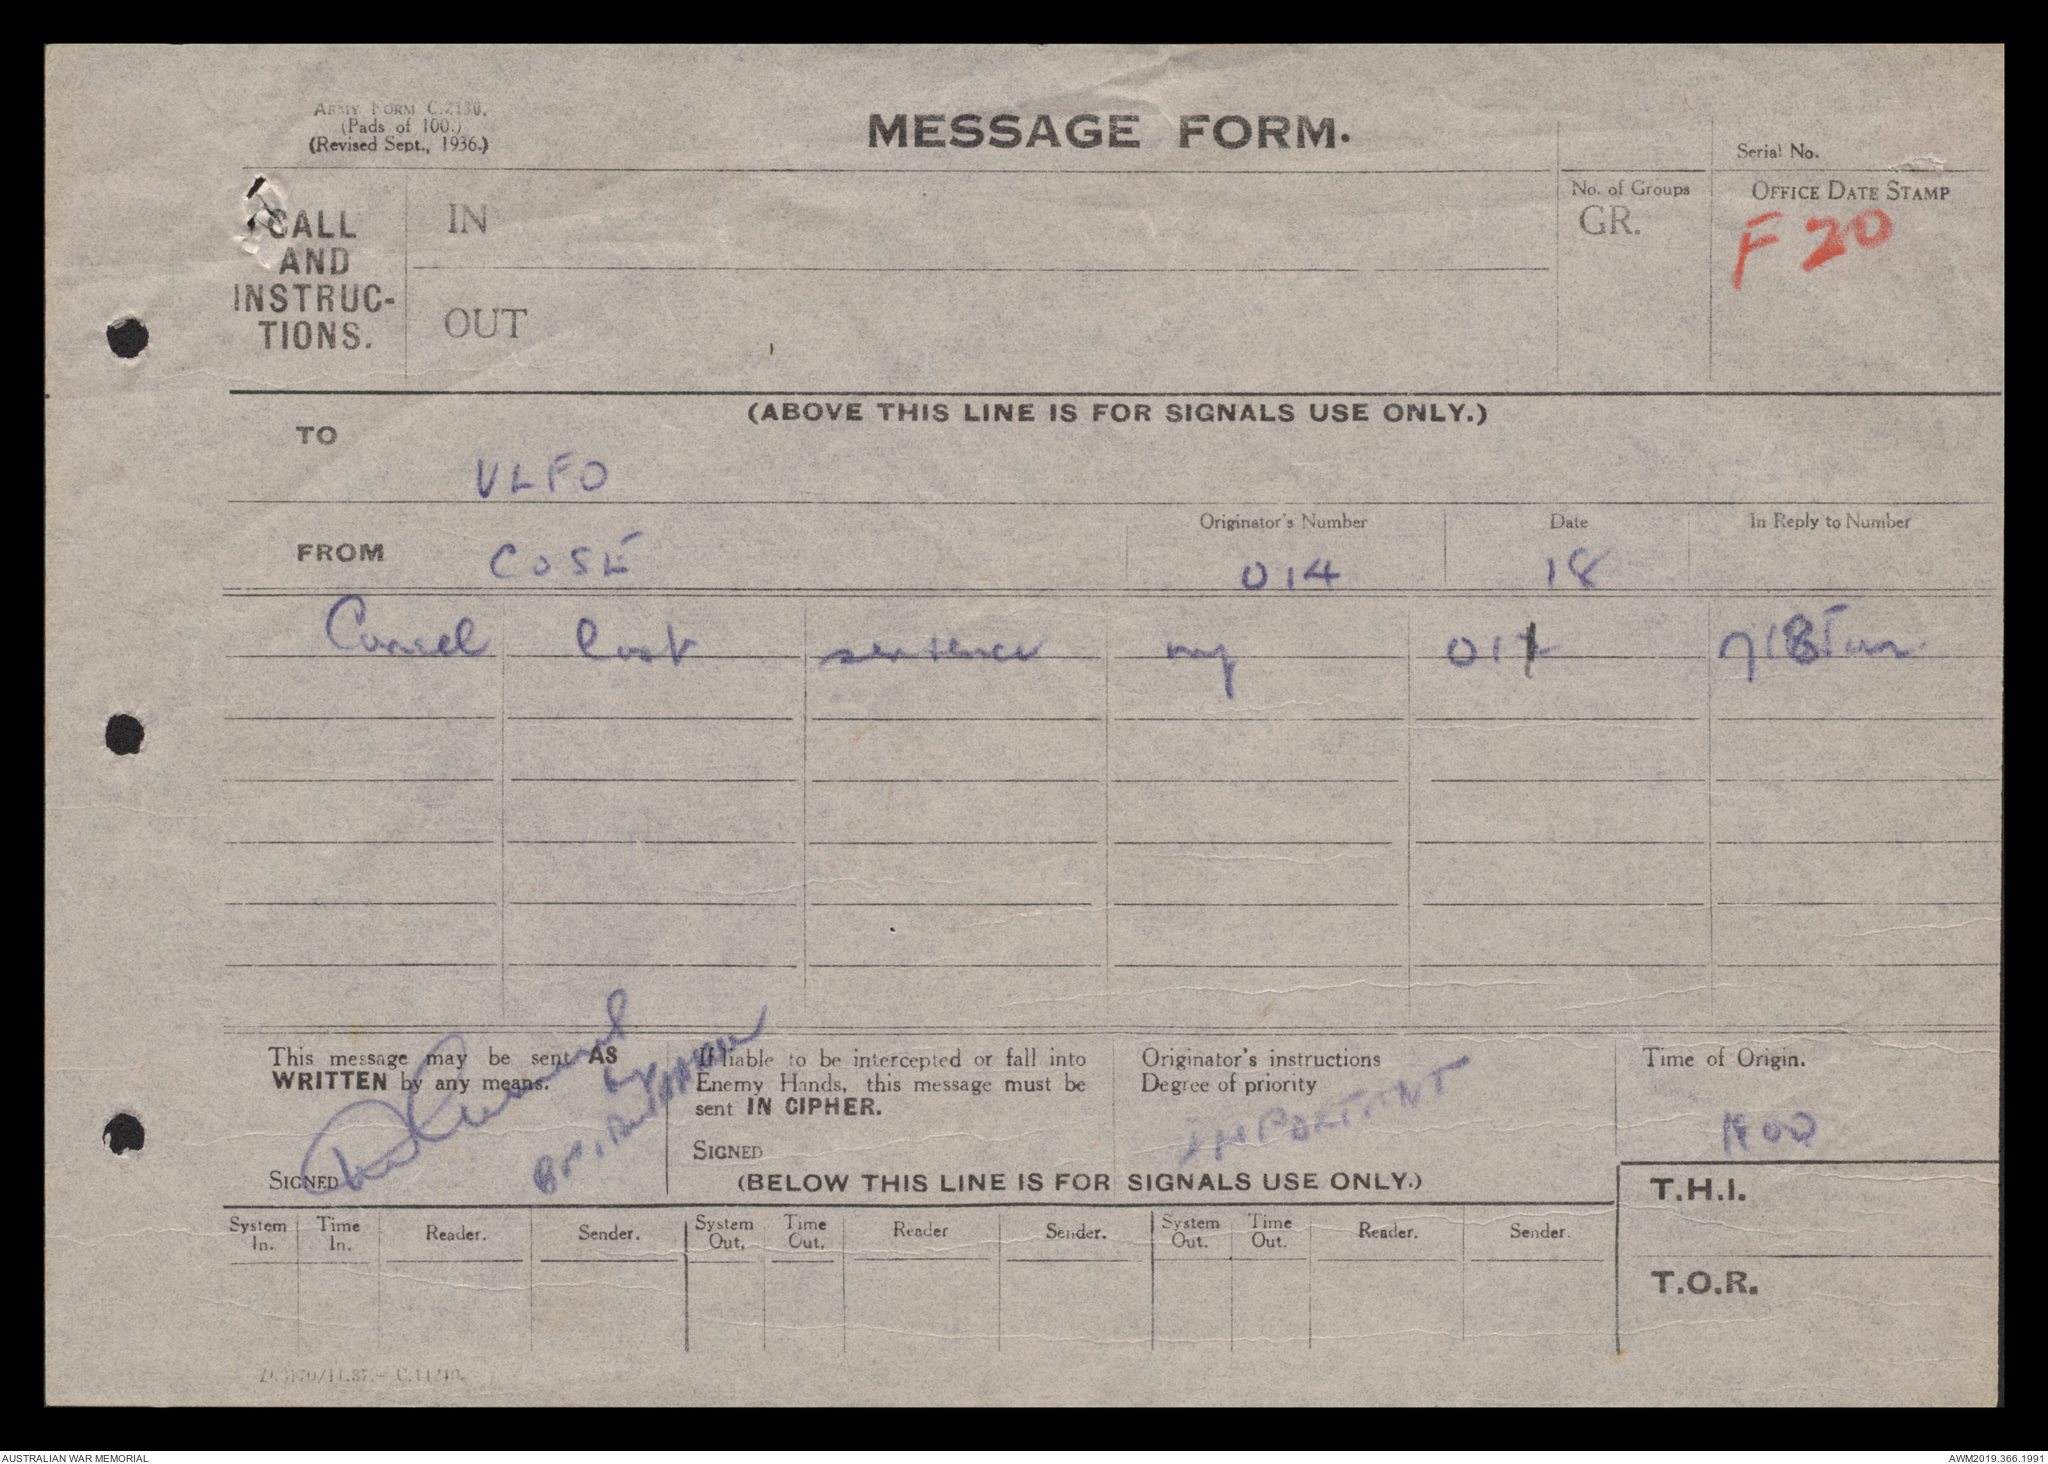 ARMY FORM C.2130.
(Pads of 100.)
(Revised Sept., 1936.)
MESSAGE FORM.
Serial No.
CALL AND INSTRUC-TIONS.
IN
OUT
No. of Groups
GR.
OFFICE DATE STAMP
F 20
(ABOVE THIS LINE IS FOR SIGNALS USE ONLY.)
TO
VLFO
FROM
COSE
Originator's Number
014
Date
18
In Reply to Number
Cancel last sentence my
This message may be sent AS
WRITTEN by any means.
SIGNED
If liable to be intercepted or fall into
Enemy Hands, this message must be
sent IN CIPHER.
SIGNED
Originator's instructions
Degree of priority
IMPORTANT
Time of Origin.
(BELOW THIS LINE IS FOR SIGNALS USE ONLY.)
T.H.I.
T.O.R.
System In. Time In. Reader. Sender. System Out. Time Out. Reader Sender. System Out. Time Out. Reader. Sender.
AUSTRALIAN WAR MEMORIAL
AWM2019.366.1991